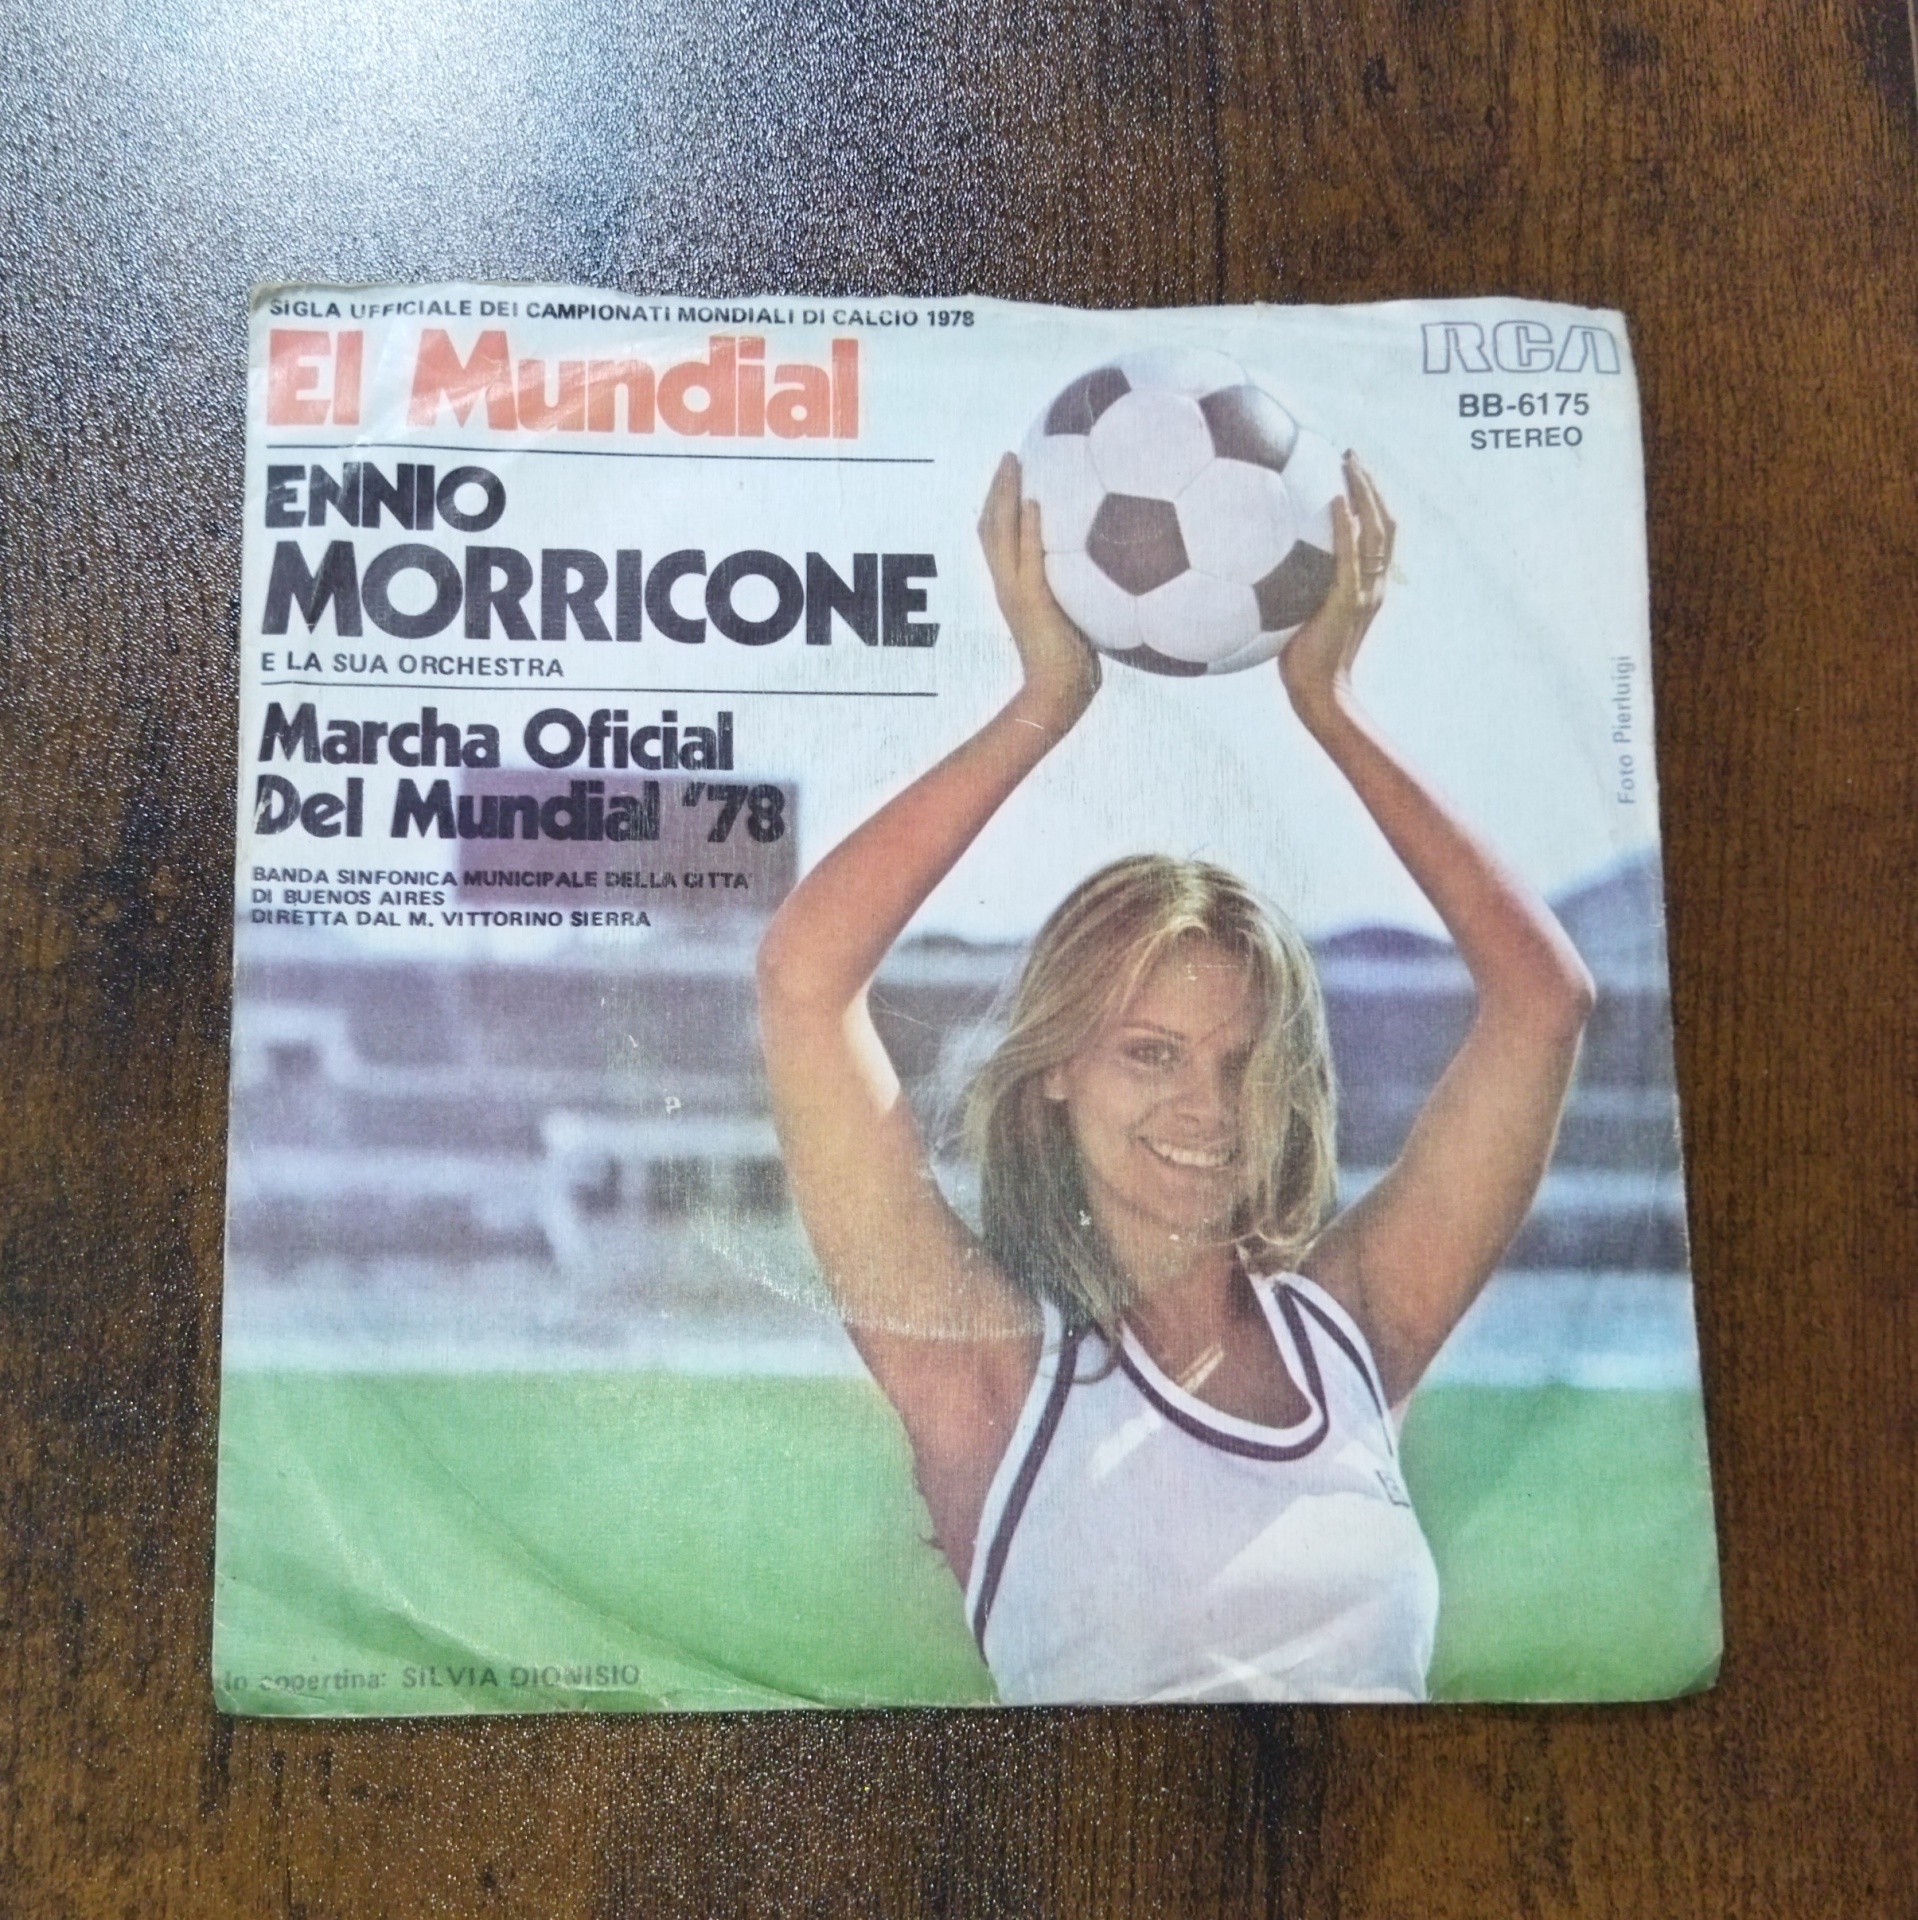 SIGLA UFFICIALE DEI CAMPIONATI MONDIALI DI CALCIO 1978
El Mundial
ENNIO
MORRICONE
E LA SUA ORCHESTRA
Marcha Oficial
Del Mundial '78
BANDA SINFONICA MUNICIPALE DELLA CITTA'
DI BUENOS AIRES
DIRETTA DAL M. VITTORINO SIERRA
RCA
BB-6175
STEREO
Foto Pierluigi
In copertina: SILVIA DIONISIO